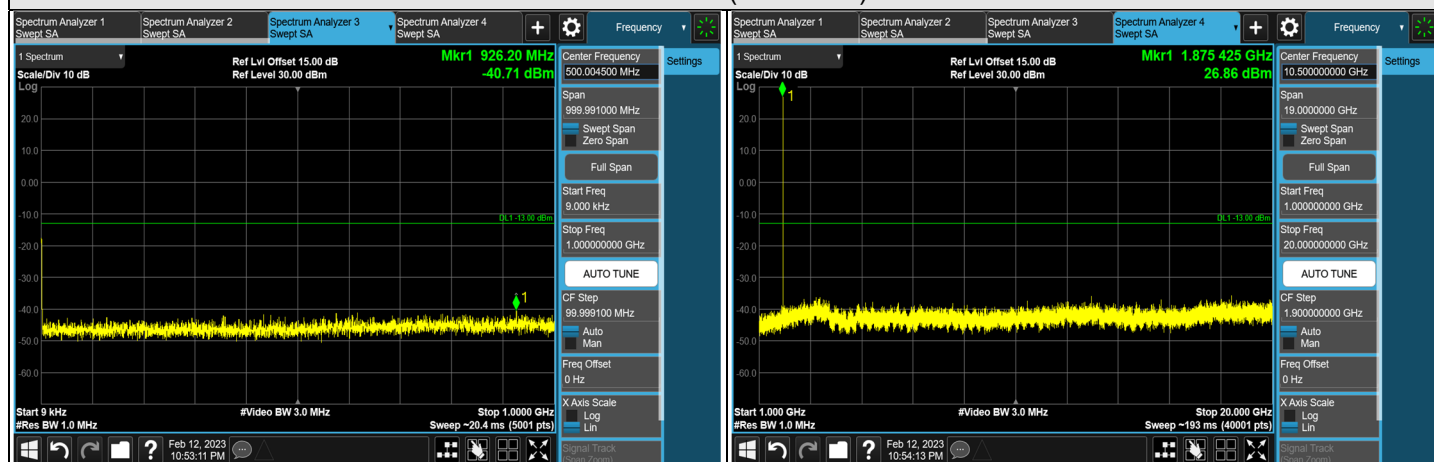 Spectrum Analyzer 1
Swept SA
Spectrum Analyzer 2
Swept SA
Spectrum Analyzer 3
Swept SA
Spectrum Analyzer 4
Swept SA
+
Frequency
1 Spectrum
Scale/Div 10 dB
Log
Ref Lvl Offset 15.00 dB
Ref Level 30.00 dBm
Mkr1 926.20 MHz
-40.71 dBm
20.0
10.0
0.00
-10.0
-20.0
-30.0
-40.0
-50.0
-60.0
DL1 -13.00 dBm
1
Start 9 kHz
#Res BW 1.0 MHz
#Video BW 3.0 MHz
Stop 1.0000 GHz
Sweep ~20.4 ms (5001 pts)
Center Frequency
500.004500 MHz
Settings
Span
999.991000 MHz
Swept Span
Zero Span
Full Span
Start Freq
9.000 kHz
Stop Freq
1.000000000 GHz
AUTO TUNE
CF Step
99.999100 MHz
Auto
Man
Freq Offset
0 Hz
X Axis Scale
Log
Lin
Signal Track
(Span Zoom)
?
Feb 12, 2023
10:53:11 PM
Spectrum Analyzer 1
Swept SA
Spectrum Analyzer 2
Swept SA
Spectrum Analyzer 3
Swept SA
Spectrum Analyzer 4
Swept SA
+
Frequency
1 Spectrum
Scale/Div 10 dB
Log
Ref Lvl Offset 15.00 dB
Ref Level 30.00 dBm
Mkr1 1.875 425 GHz
26.86 dBm
1
20.0
10.0
0.00
-10.0
-20.0
-30.0
-40.0
-50.0
-60.0
DL1 -13.00 dBm
Start 1.000 GHz
#Res BW 1.0 MHz
#Video BW 3.0 MHz
Stop 20.000 GHz
Sweep ~193 ms (40001 pts)
Center Frequency
10.500000000 GHz
Settings
Span
19.0000000 GHz
Swept Span
Zero Span
Full Span
Start Freq
1.000000000 GHz
Stop Freq
20.000000000 GHz
AUTO TUNE
CF Step
1.900000000 GHz
Auto
Man
Freq Offset
0 Hz
X Axis Scale
Log
Lin
Signal Track
(Span Zoom)
?
Feb 12, 2023
10:54:13 PM